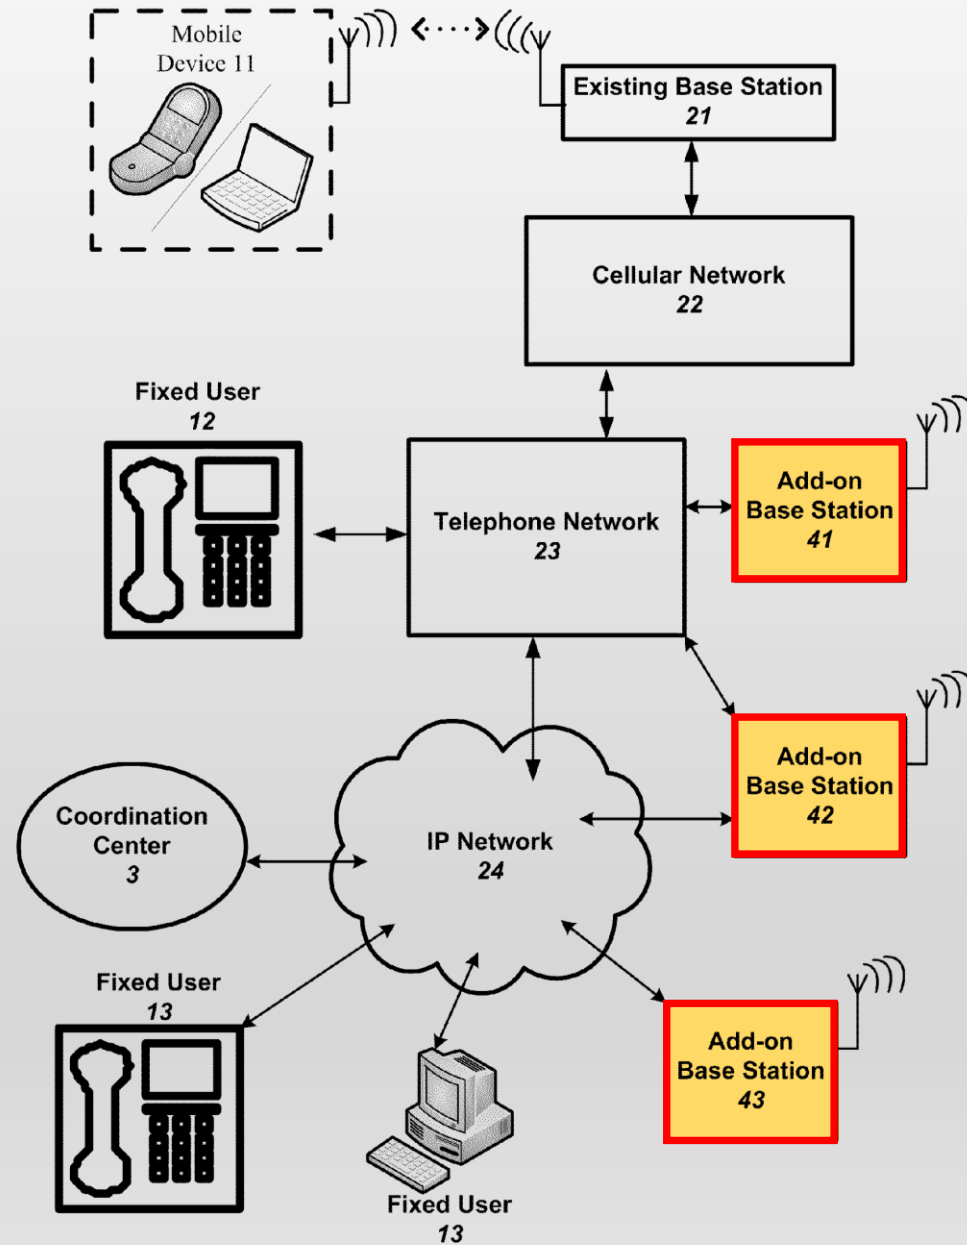 Mobile
Device 11
Existing Base Station
21
Cellular Network
22
Fixed User
12
Telephone Network
23
Add-on
Base Station
41
Add-on
Base Station
42
Coordination
Center
3
IP Network
24
Fixed User
13
Add-on
Base Station
43
Fixed User
13